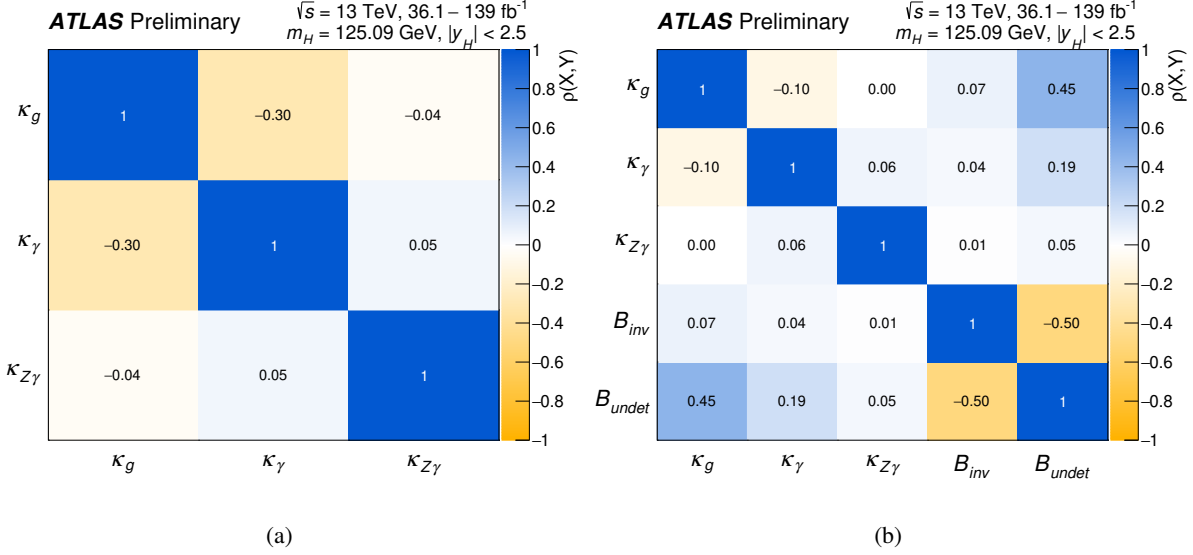 ATLAS Preliminary
√s = 13 TeV, 36.1 – 139 fb⁻¹
m_H = 125.09 GeV, |y_H| < 2.5
κ_g 1 −0.30 −0.04
κ_γ −0.30 1 0.05
κ_Zγ −0.04 0.05 1
κ_g κ_γ κ_Zγ
1
0.8
0.6
0.4
0.2
0
−0.2
−0.4
−0.6
−0.8
−1
ρ(X,Y)
(a)
ATLAS Preliminary
√s = 13 TeV, 36.1 – 139 fb⁻¹
m_H = 125.09 GeV, |y_H| < 2.5
κ_g 1 −0.10 0.00 0.07 0.45
κ_γ −0.10 1 0.06 0.04 0.19
κ_Zγ 0.00 0.06 1 0.01 0.05
B_inv 0.07 0.04 0.01 1 −0.50
B_undet 0.45 0.19 0.05 −0.50 1
κ_g κ_γ κ_Zγ B_inv B_undet
1
0.8
0.6
0.4
0.2
0
−0.2
−0.4
−0.6
−0.8
−1
ρ(X,Y)
(b)